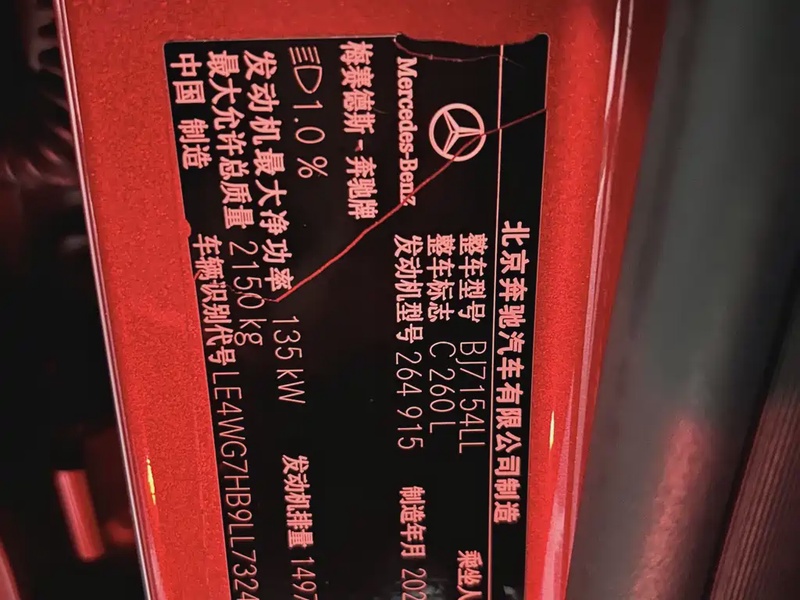 北京奔驰汽车有限公司制造
Mercedes-Benz
整车型号 BJ7154LL
乘坐人
整车标志 C 260 L
发动机型号 264 915
制造年月 202
梅赛德斯-奔驰牌
1.0 %
发动机最大净功率 135 kW
发动机排量 1497
最大允许总质量 2150 kg
中国 制造
车辆识别代号 LE4WG7HB9LL7324